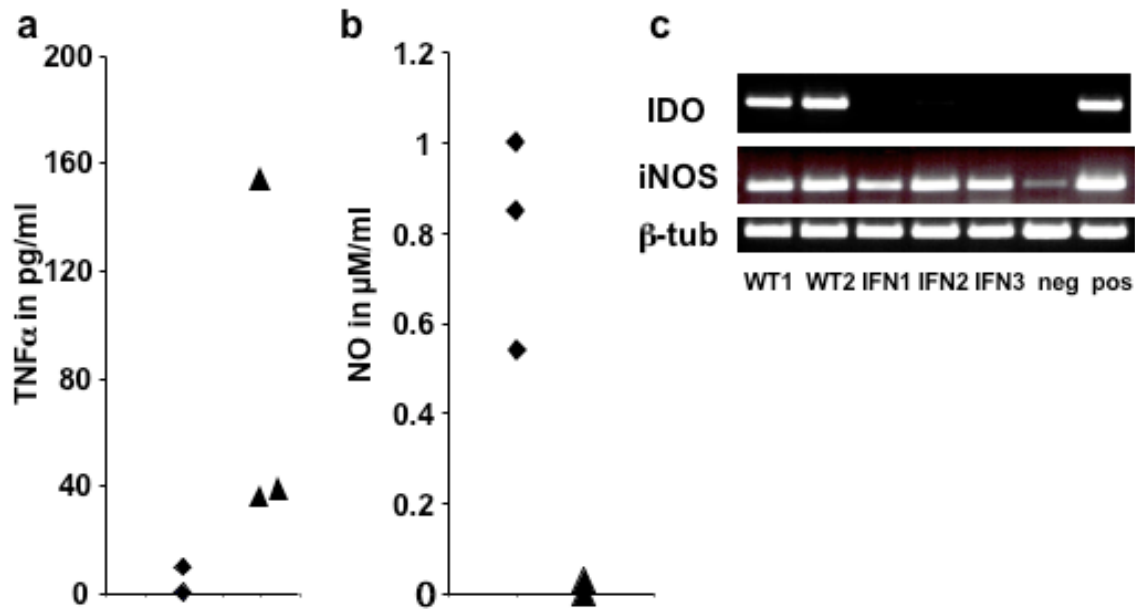 a
TNFα in pg/ml
200
160
120
80
40
0
b
NO in µM/ml
1.2
1
0.8
0.6
0.4
0.2
0
c
IDO
iNOS
β-tub
WT1 WT2 IFN1 IFN2 IFN3 neg pos